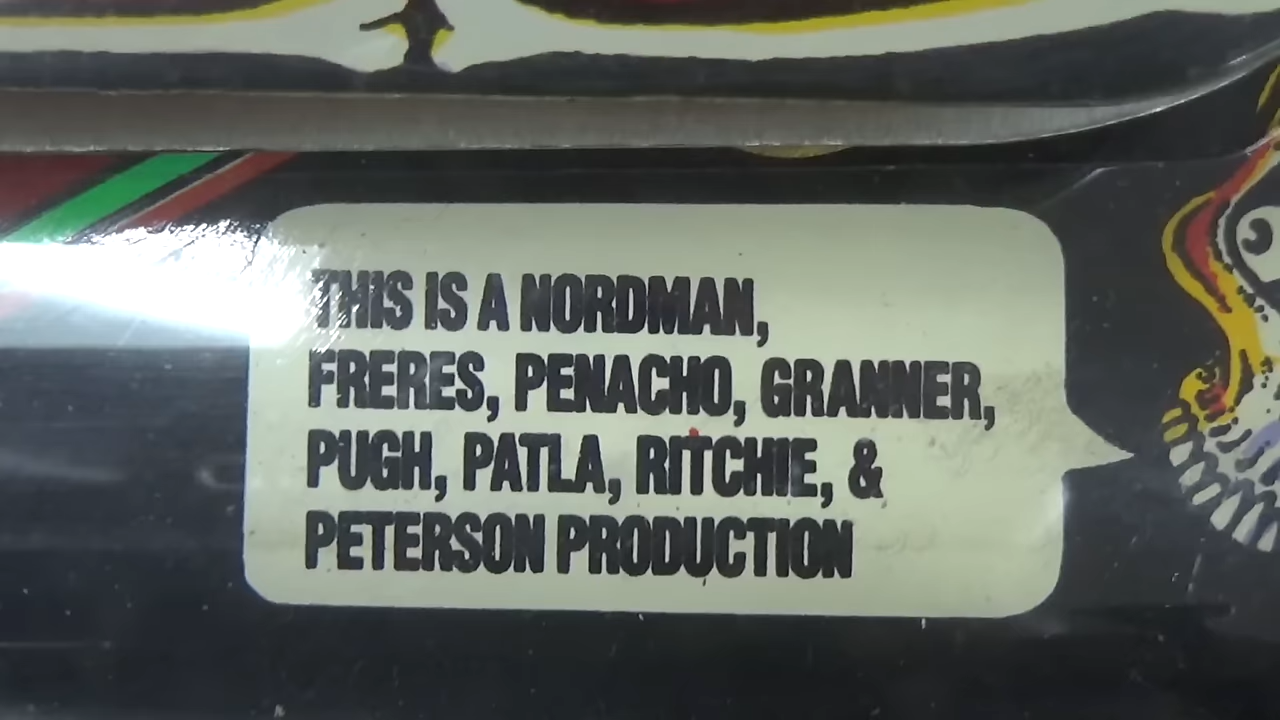 THIS IS A NORDMAN,
FRERES, PENACHO, GRANNER,
PUGH, PATLA, RITCHIE, &
PETERSON PRODUCTION